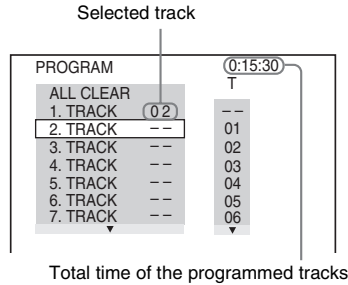 Selected track
PROGRAM 0:15:30
T
ALL CLEAR
1. TRACK 0 2 – –
2. TRACK – – 01
3. TRACK – – 02
4. TRACK – – 03
5. TRACK – – 04
6. TRACK – – 05
7. TRACK – – 06
Total time of the programmed tracks